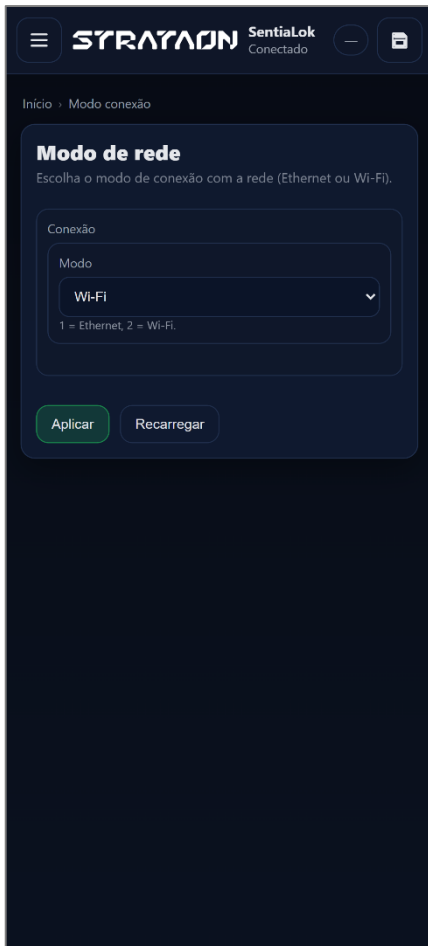 STRATAON
SentiaLok
Conectado
—
Início › Modo conexão
Modo de rede
Escolha o modo de conexão com a rede (Ethernet ou Wi-Fi).
Conexão
Modo
Wi-Fi
1 = Ethernet, 2 = Wi-Fi.
Aplicar
Recarregar